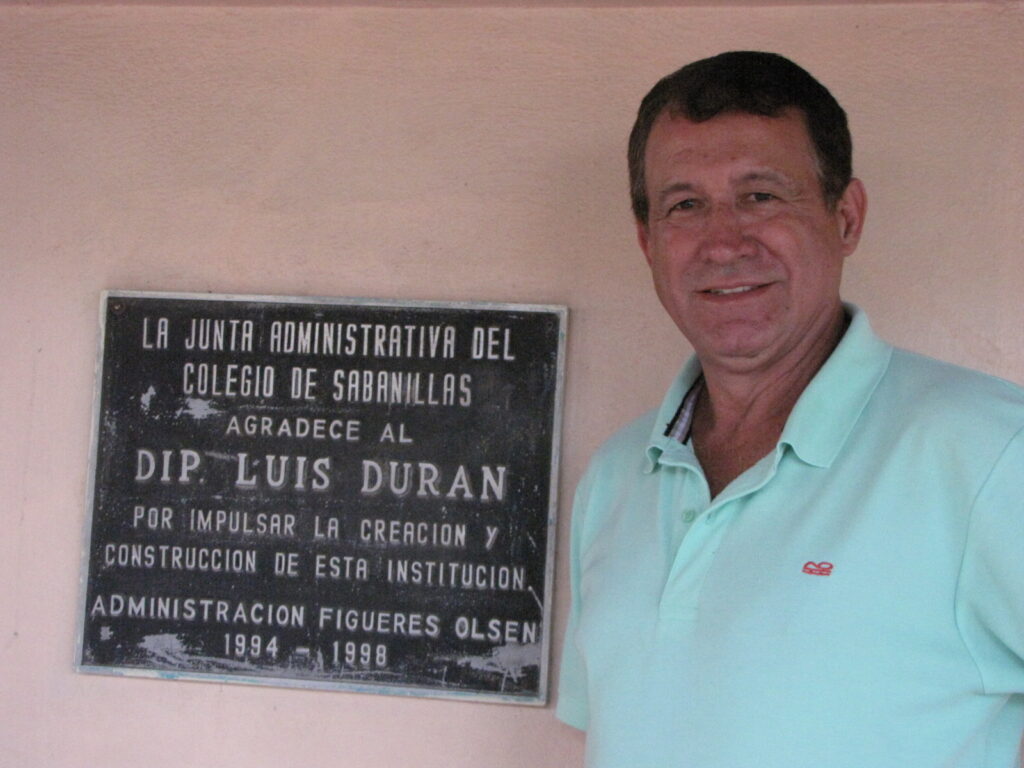 LA JUNTA ADMINISTRATIVA DEL
COLEGIO DE SABANILLAS
AGRADECE AL
DIP. LUIS DURAN
POR IMPULSAR LA CREACION Y
CONSTRUCCION DE ESTA INSTITUCION.
ADMINISTRACION FIGUERES OLSEN
1994 - 1998